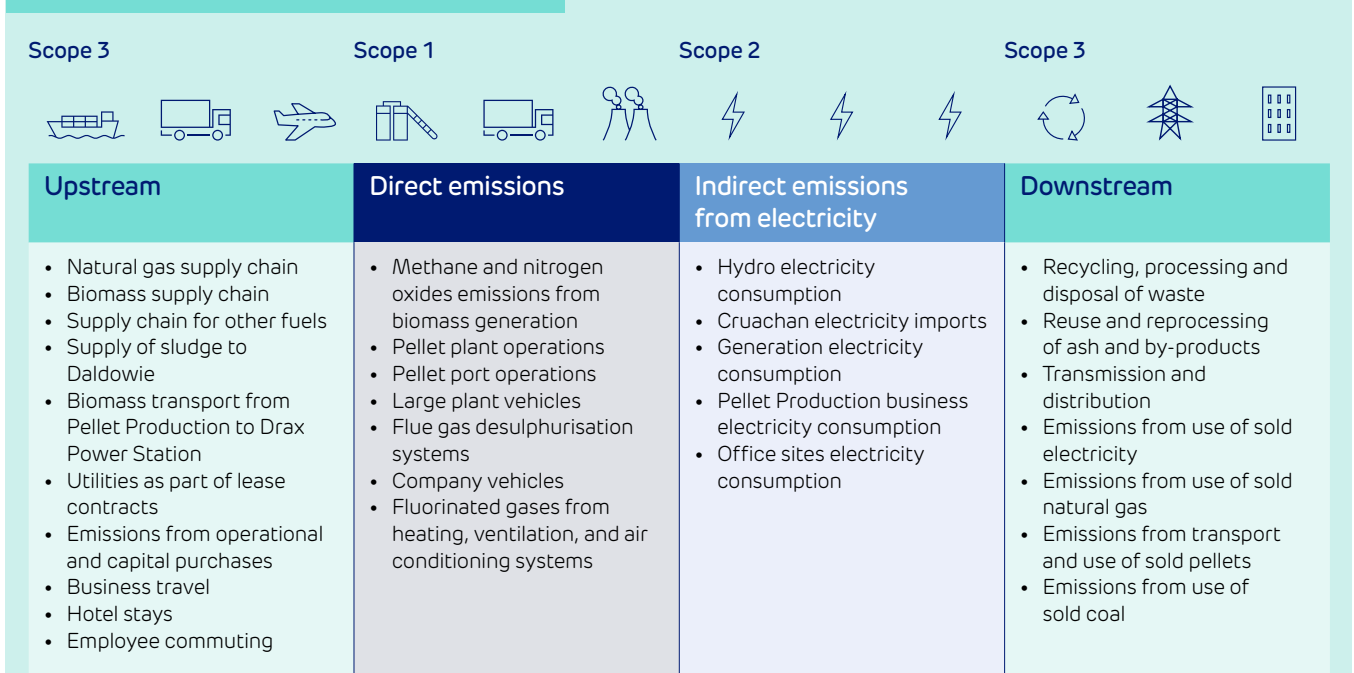 Scope 3
Scope 1
Scope 2
Scope 3
Upstream
• Natural gas supply chain
• Biomass supply chain
• Supply chain for other fuels
• Supply of sludge to
Daldowie
• Biomass transport from
Pellet Production to Drax
Power Station
• Utilities as part of lease
contracts
• Emissions from operational
and capital purchases
• Business travel
• Hotel stays
• Employee commuting
Direct emissions
• Methane and nitrogen
oxides emissions from
biomass generation
• Pellet plant operations
• Pellet port operations
• Large plant vehicles
• Flue gas desulphurisation
systems
• Company vehicles
• Fluorinated gases from
heating, ventilation, and air
conditioning systems
Indirect emissions
from electricity
• Hydro electricity
consumption
• Cruachan electricity imports
• Generation electricity
consumption
• Pellet Production business
electricity consumption
• Office sites electricity
consumption
Downstream
• Recycling, processing and
disposal of waste
• Reuse and reprocessing
of ash and by-products
• Transmission and
distribution
• Emissions from use of sold
electricity
• Emissions from use of sold
natural gas
• Emissions from transport
and use of sold pellets
• Emissions from use of
sold coal